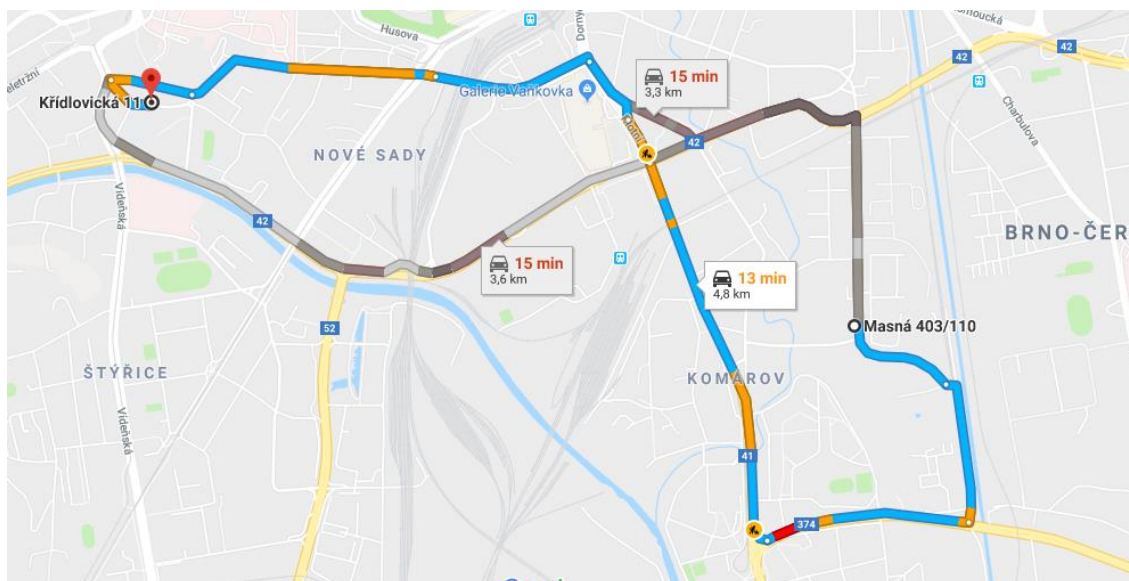 Husova
42
42
Křídlovická 11
Galerie Vaňkovka
15 min
3,3 km
Charbulova
NOVÉ SADY
42
Vídeňská
42
BRNO-ČER
15 min
3,6 km
13 min
4,8 km
52
Masná 403/110
ŠTÝŘICE
KOMÁROV
Vídeňská
41
374